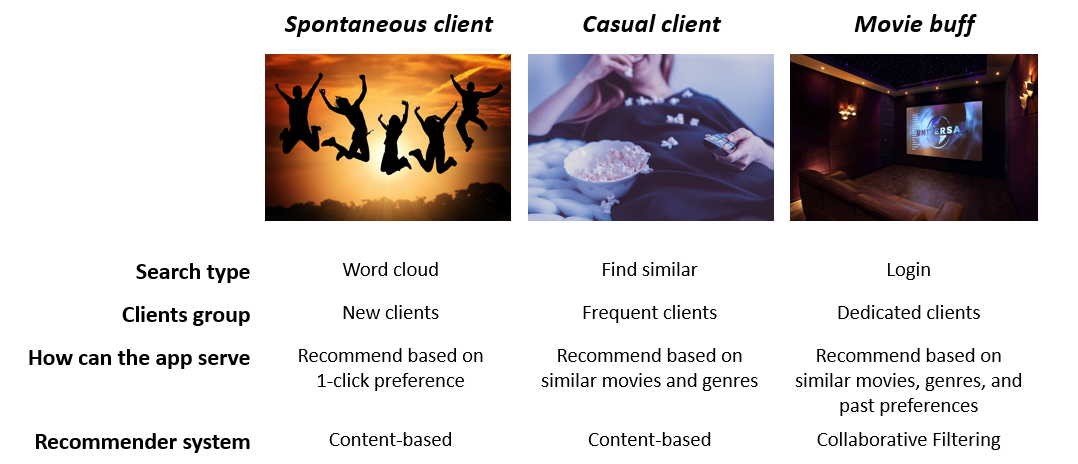 Spontaneous client
Casual client
Movie buff
UNIVERSA
Search type
Word cloud
Find similar
Login
Clients group
New clients
Frequent clients
Dedicated clients
How can the app serve
Recommend based on
1-click preference
Recommend based on
similar movies and genres
Recommend based on
similar movies, genres, and
past preferences
Recommender system
Content-based
Content-based
Collaborative Filtering